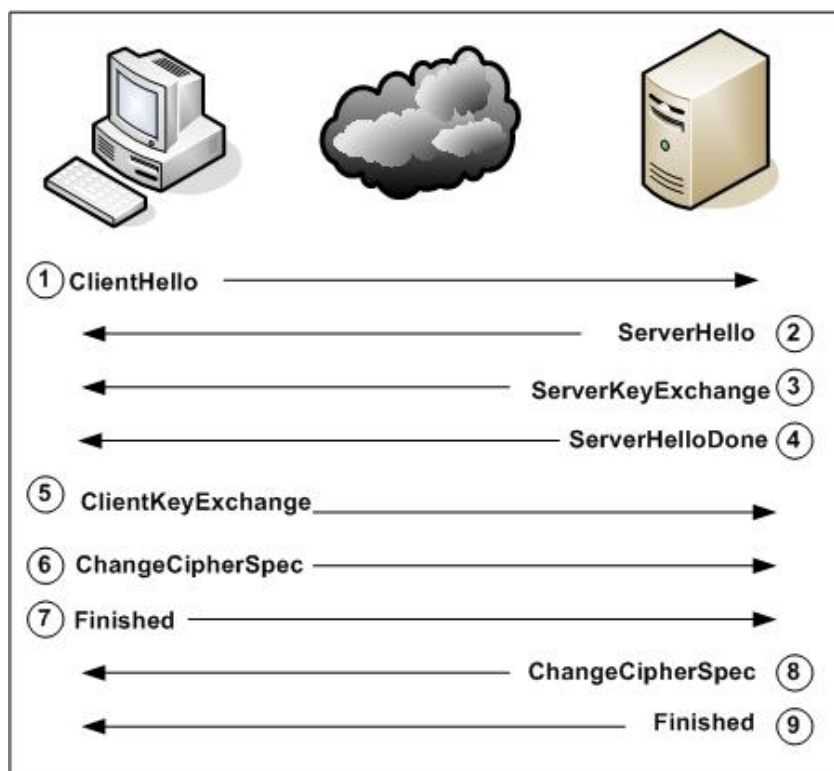 1 ClientHello
ServerHello 2
ServerKeyExchange 3
ServerHelloDone 4
5 ClientKeyExchange
6 ChangeCipherSpec
7 Finished
ChangeCipherSpec 8
Finished 9